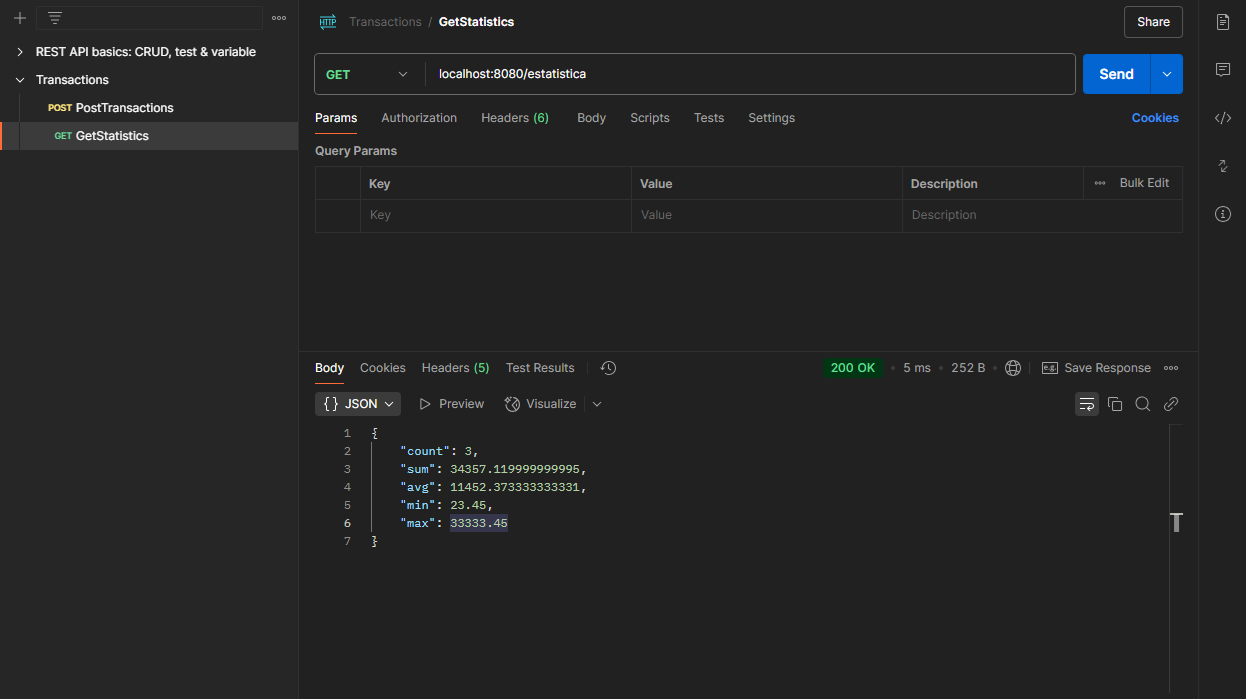 HTTP Transactions / GetStatistics Share
REST API basics: CRUD, test & variable
Transactions
POST PostTransactions
GET GetStatistics
GET localhost:8080/estatistica Send
Params Authorization Headers (6) Body Scripts Tests Settings Cookies
Query Params
Key Value Description Bulk Edit
Key Value Description
Body Cookies Headers (5) Test Results 200 OK 5 ms 252 B e.g. Save Response
{} JSON Preview Visualize
1 {
2 "count": 3,
3 "sum": 34357.119999999995,
4 "avg": 11452.373333333331,
5 "min": 23.45,
6 "max": 33333.45
7 }